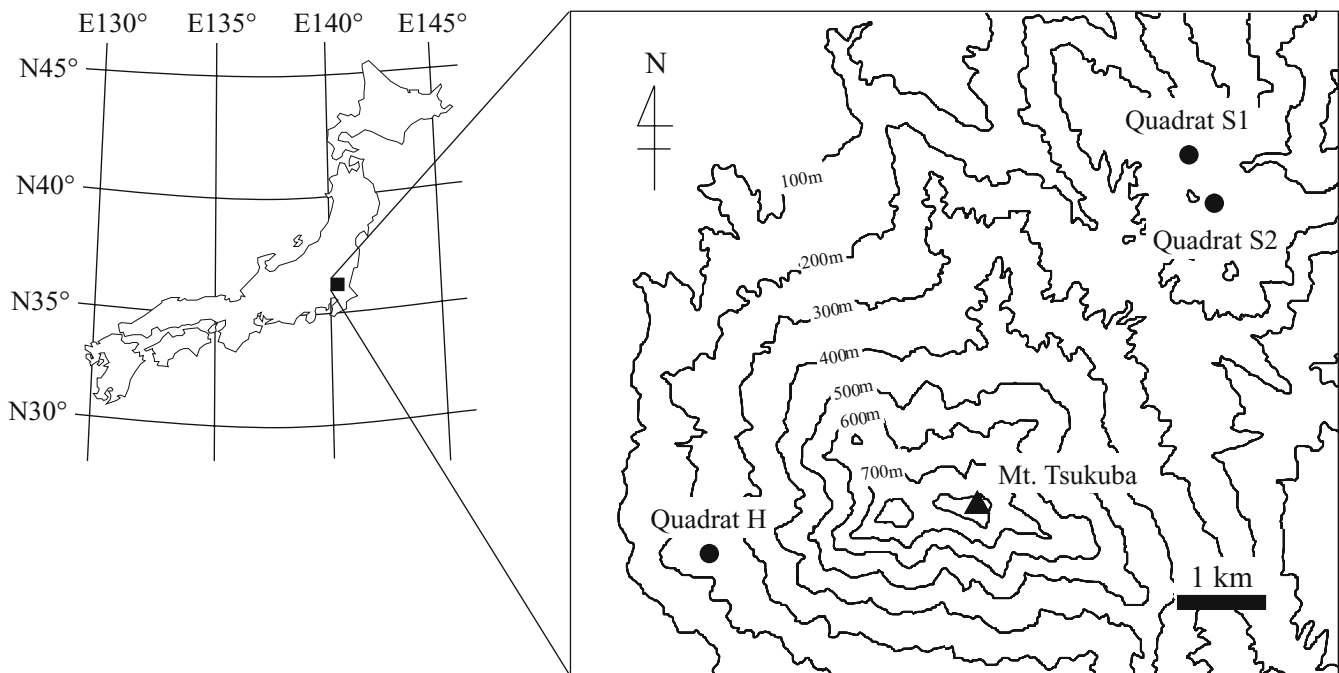 E130° E135° E140° E145°
N45°
N40°
N35°
N30°
N
Quadrat S1
100m
Quadrat S2
200m
300m
400m
500m
600m
700m
Mt. Tsukuba
Quadrat H
1 km